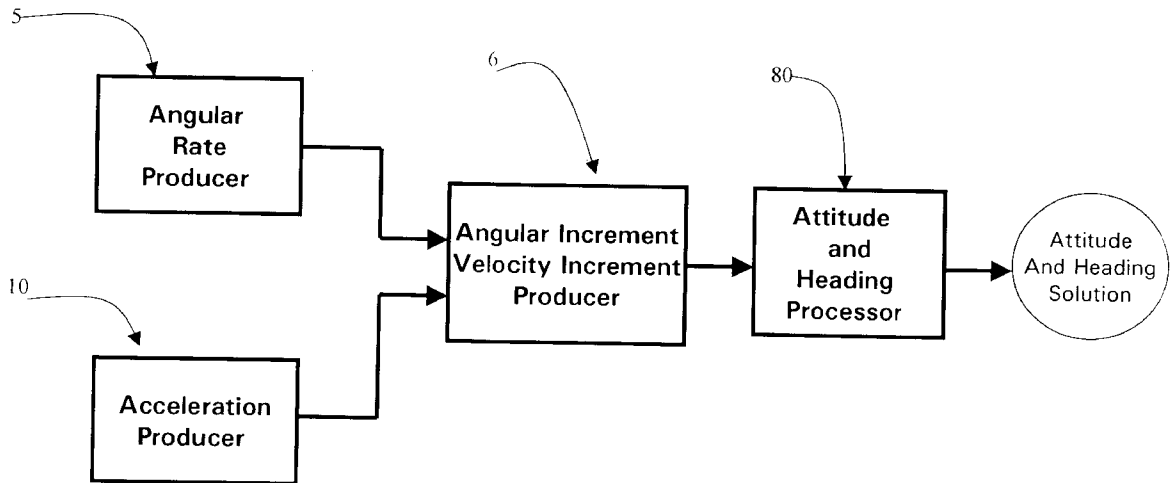 5
Angular
Rate
Producer
6
80
Angular Increment
Velocity Increment
Producer
Attitude
and
Heading
Processor
Attitude
And Heading
Solution
10
Acceleration
Producer